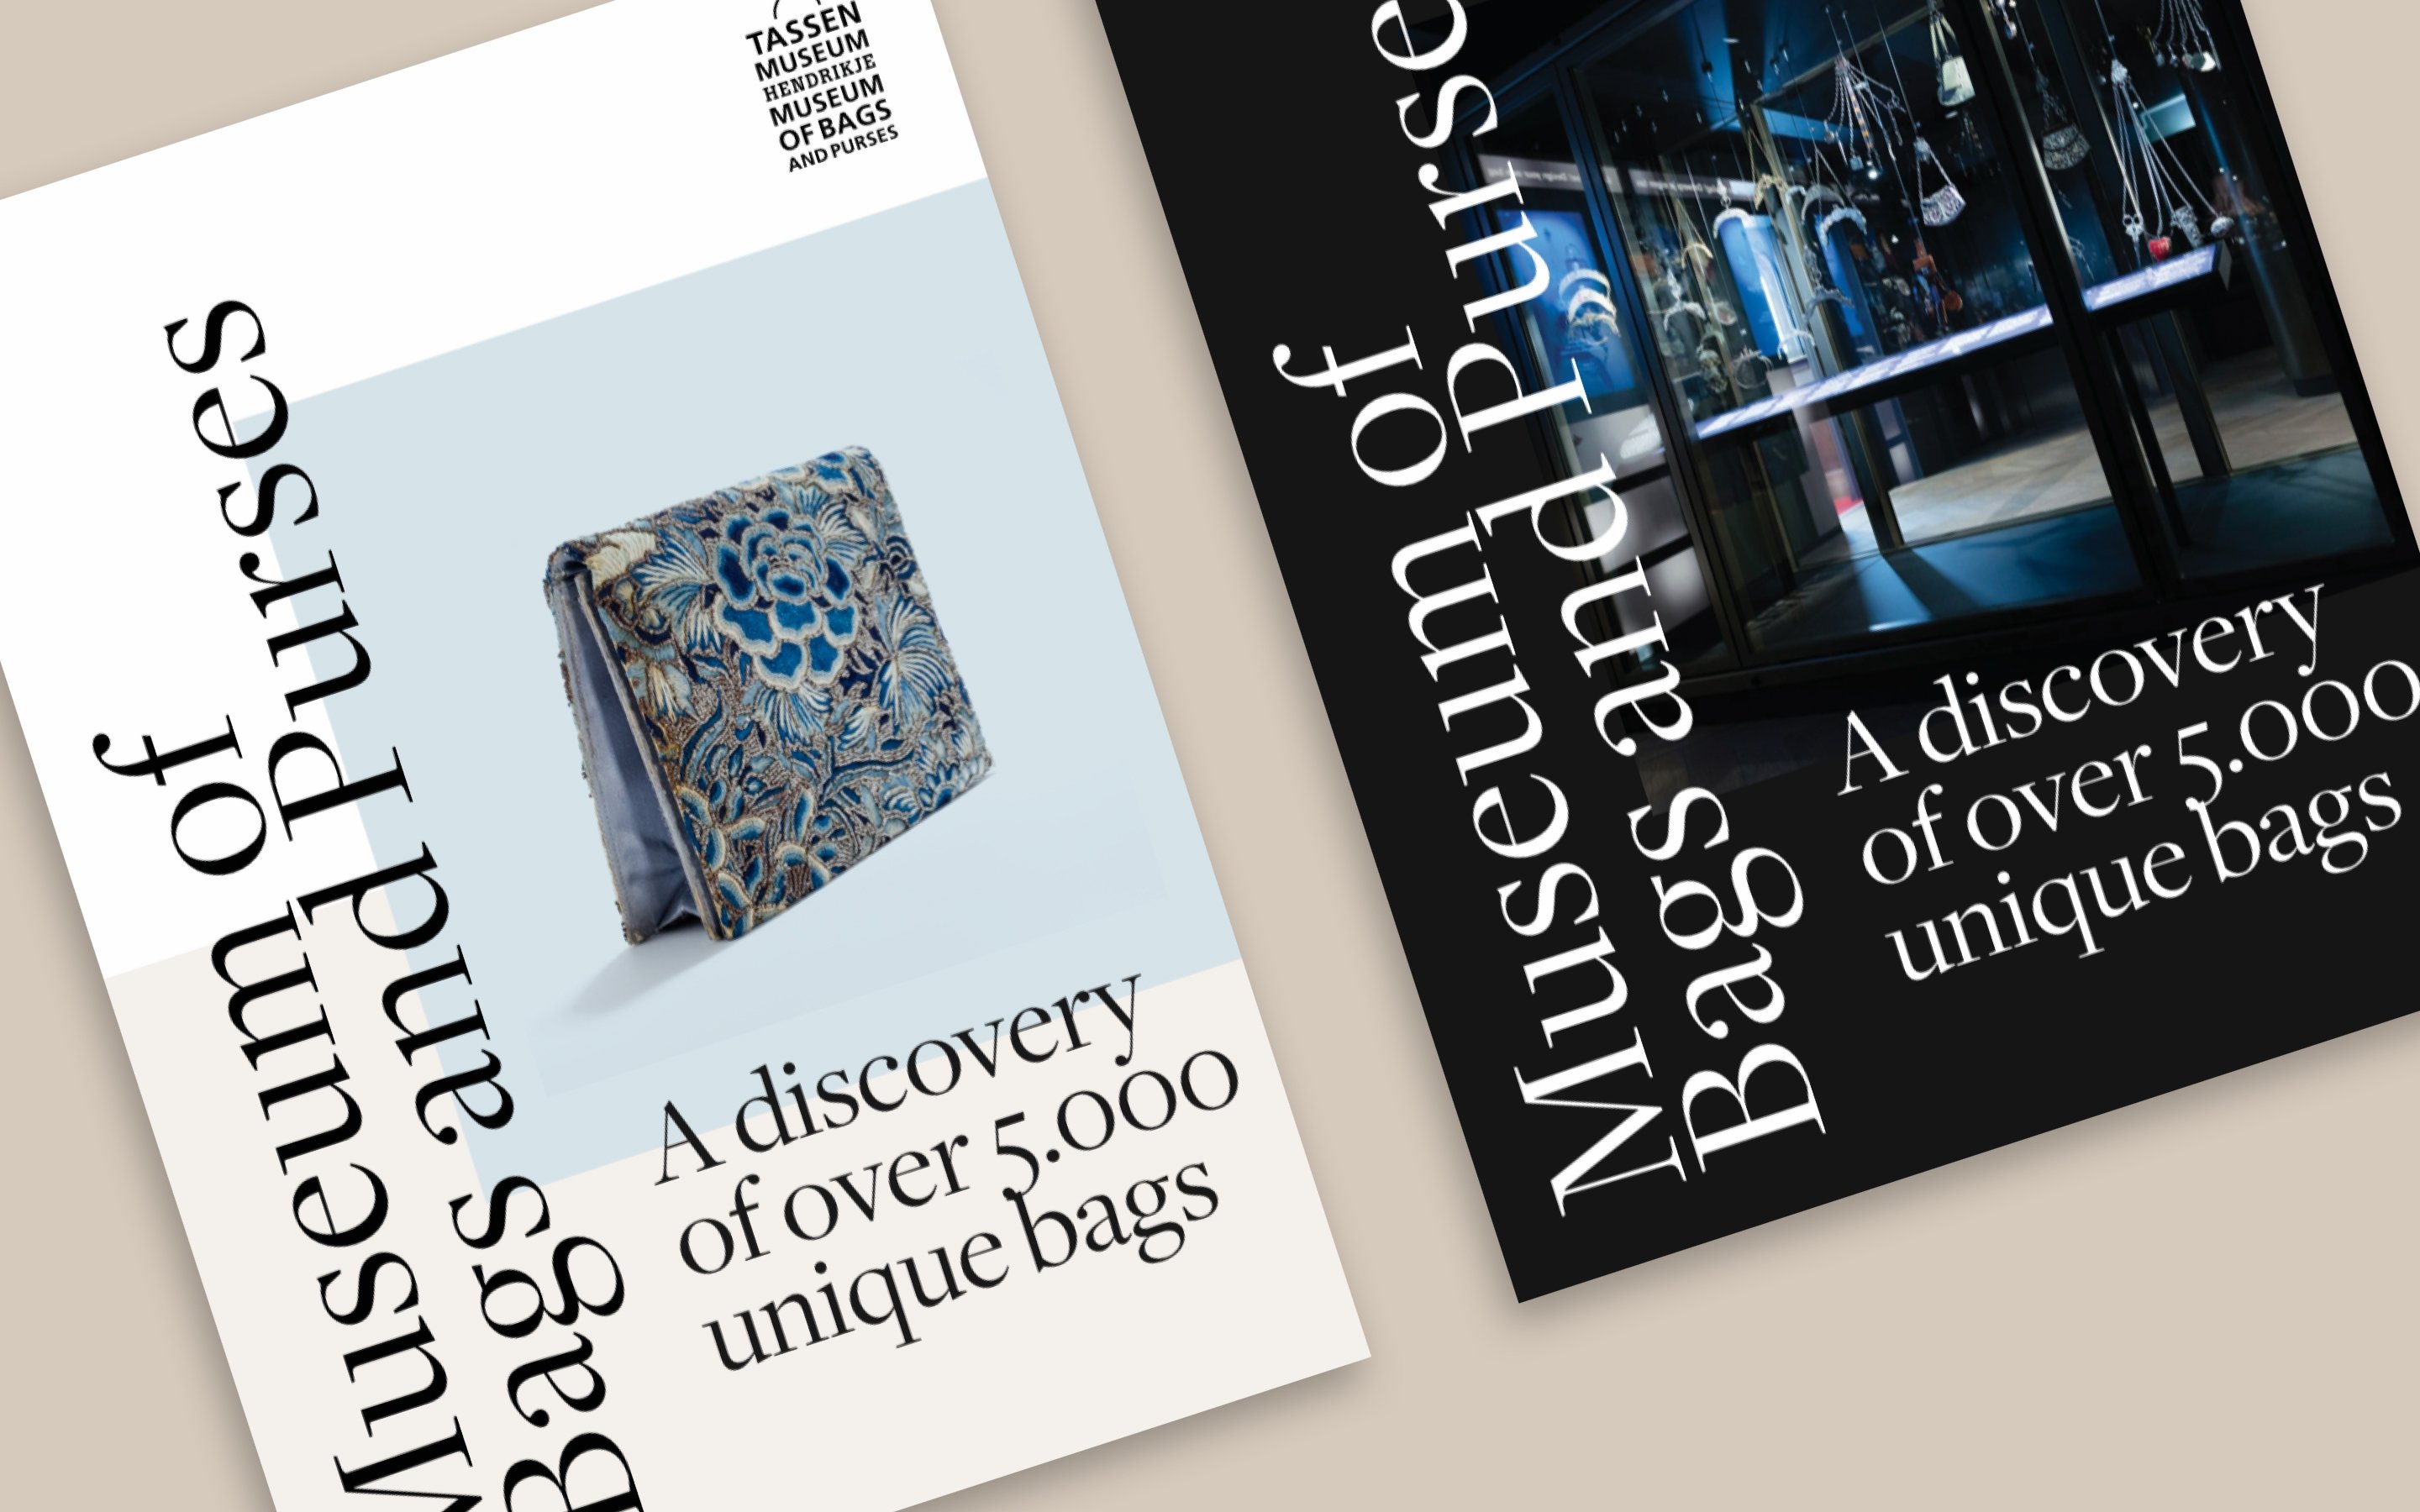 TASSEN
MUSEUM
HENDRIKJE
MUSEUM
OF BAGS
AND PURSES
Museum of
Bags and Purses
A discovery
of over 5.000
unique bags
Museum of
Bags and Purse
A discovery
of over 5.000
unique bags